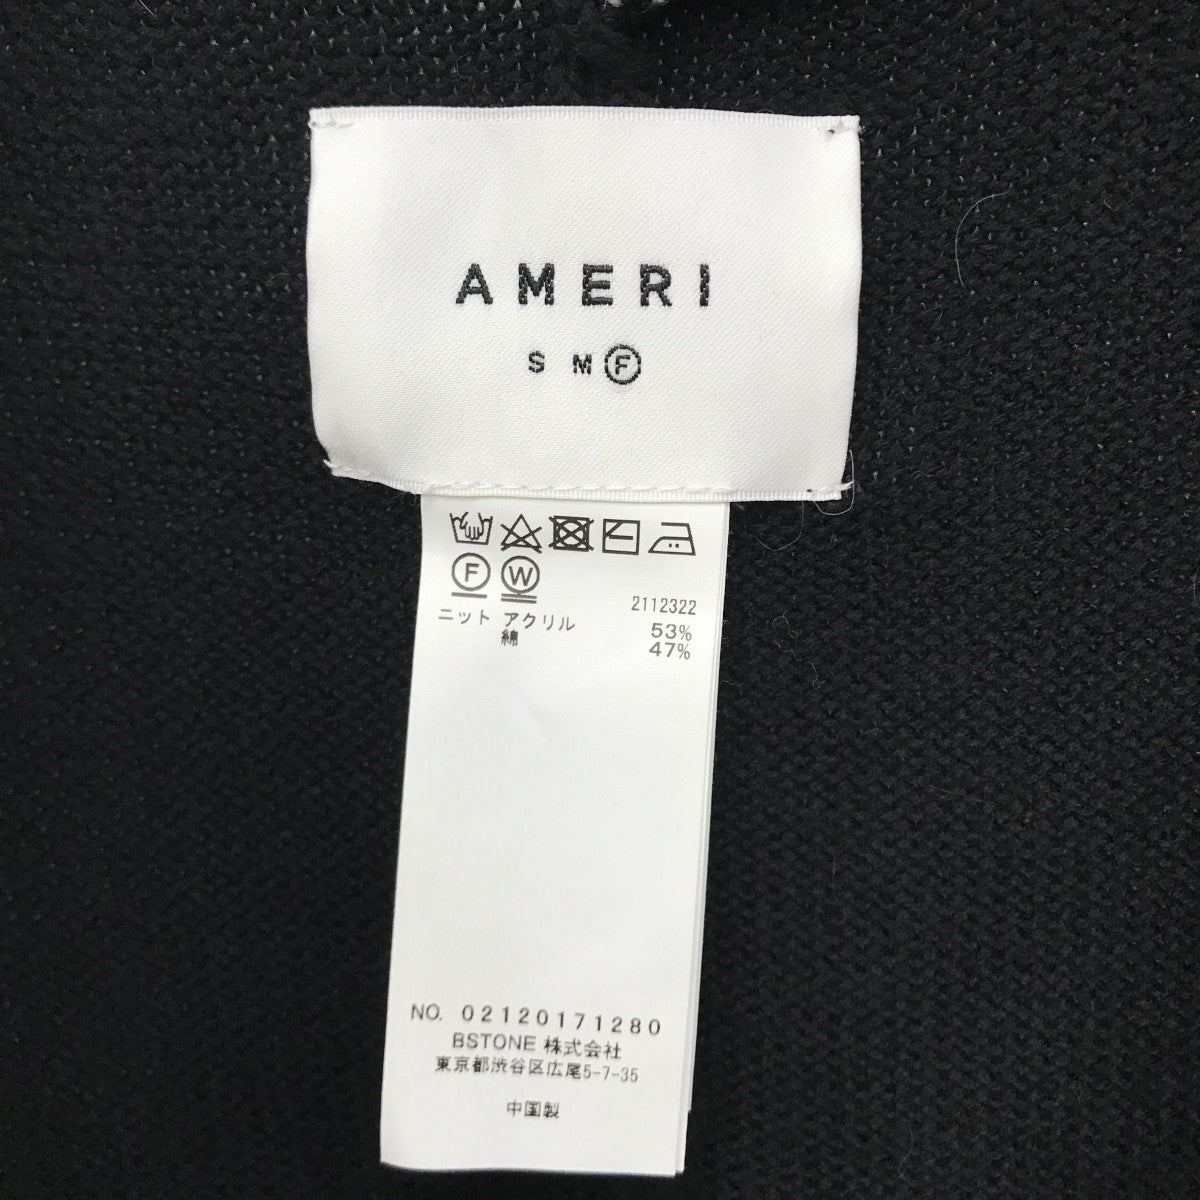 AMERI
S M F
F W
2112322
ニット アクリル 53%
綿 47%
NO. 02120171280
BSTONE 株式会社
東京都渋谷区広尾5-7-35
中国製